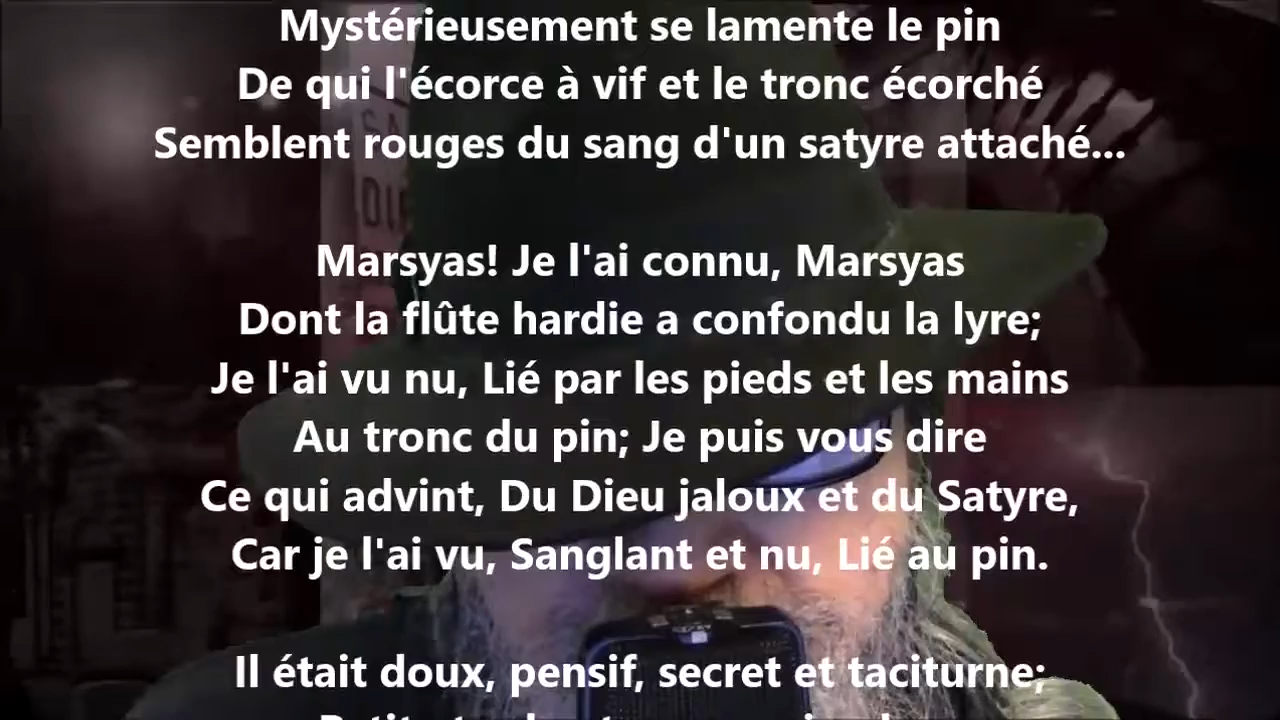 Mystérieusement se lamente le pin
De qui l'écorce à vif et le tronc écorché
Semblent rouges du sang d'un satyre attaché...
Marsyas! Je l'ai connu, Marsyas
Dont la flûte hardie a confondu la lyre;
Je l'ai vu nu, Lié par les pieds et les mains
Au tronc du pin; Je puis vous dire
Ce qui advint, Du Dieu jaloux et du Satyre,
Car je l'ai vu, Sanglant et nu, Lié au pin.
Il était doux, pensif, secret et taciturne;